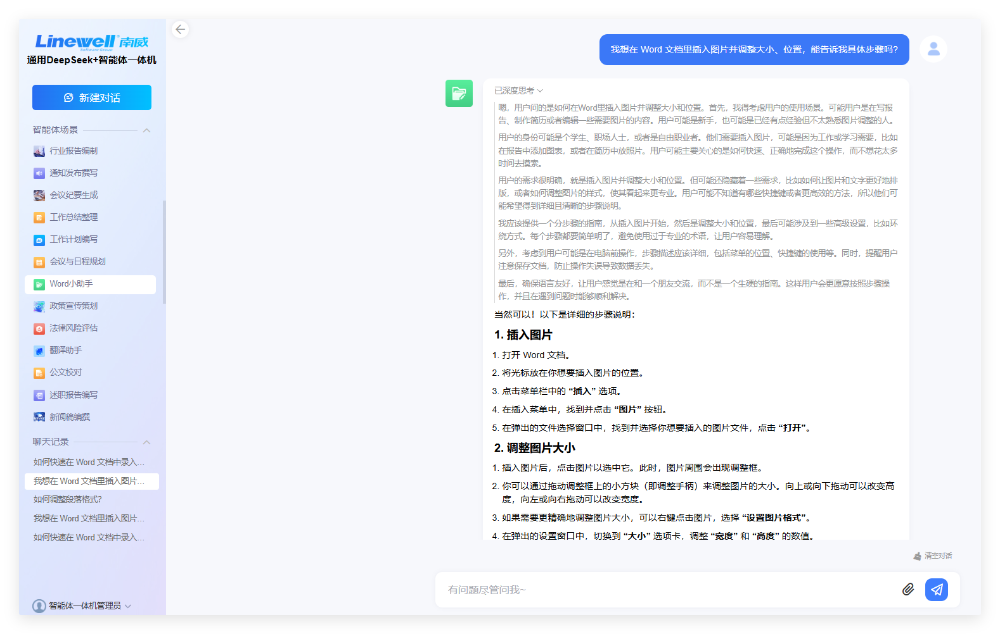 Linewell 南威
Software Group
通用DeepSeek+智能体一体机
新建对话
智能体场景
行业报告编制
通知发布撰写
会议纪要生成
工作总结整理
工作计划编写
会议与日程规划
Word小助手
政策宣传策划
法律风险评估
翻译助手
公文校对
述职报告编写
新闻稿编撰
聊天记录
如何快速在 Word 文档中录入...
我想在 Word 文档里插入图片...
如何调整段落格式?
我想在 Word 文档里插入图片...
如何快速在 Word 文档中录入...
智能体一体机管理员
我想在 Word 文档里插入图片并调整大小、位置，能告诉我具体步骤吗?
已深度思考
嗯，用户问的是如何在Word里插入图片并调整大小和位置。首先，我得考虑用户的使用场景。可能用户是在写报
告、制作简历或者编辑一些需要图片的内容。用户可能是新手，也可能是已经有点经验但不太熟悉图片调整的人。
用户的身份可能是个学生、职场人士，或者是自由职业者。他们需要插入图片，可能是因为工作或学习需要，比如
在报告中添加图表，或者在简历中放照片。用户可能主要关心的是如何快速、正确地完成这个操作，而不想花太多
时间去摸索。
用户的需求很明确，就是插入图片并调整大小和位置。但可能还隐藏着一些需求，比如如何让图片和文字更好地排
版，或者如何调整图片的样式，使其看起来更专业。用户可能不知道有哪些快捷键或者更高效的方法，所以他们可
能希望得到详细且清晰的步骤说明。
我应该提供一个分步骤的指南，从插入图片开始，然后是调整大小和位置，最后可能涉及到一些高级设置，比如环
绕方式。每个步骤都要简单明了，避免使用过于专业的术语，让用户容易理解。
另外，考虑到用户可能是在电脑前操作，步骤描述应该详细，包括菜单的位置、快捷键的使用等。同时，提醒用户
注意保存文档，防止操作失误导致数据丢失。
最后，确保语言友好，让用户感觉是在和一个朋友交流，而不是一个生硬的指南。这样用户会更愿意按照步骤操
作，并且在遇到问题时能够顺利解决。
当然可以！以下是详细的步骤说明：
1. 插入图片
1. 打开 Word 文档。
2. 将光标放在你想要插入图片的位置。
3. 点击菜单栏中的 “插入” 选项。
4. 在插入菜单中，找到并点击 “图片” 按钮。
5. 在弹出的文件选择窗口中，找到并选择你想要插入的图片文件，点击 “打开”。
2. 调整图片大小
1. 插入图片后，点击图片以选中它。此时，图片周围会出现调整框。
2. 你可以通过拖动调整框上的小方块（即调整手柄）来调整图片的大小。向上或向下拖动可以改变高
度，向左或向右拖动可以改变宽度。
3. 如果需要更精确地调整图片大小，可以右键点击图片，选择 “设置图片格式”。
4. 在弹出的设置窗口中，切换到 “大小” 选项卡，调整 “宽度” 和 “高度” 的数值。
清空对话
有问题尽管问我~